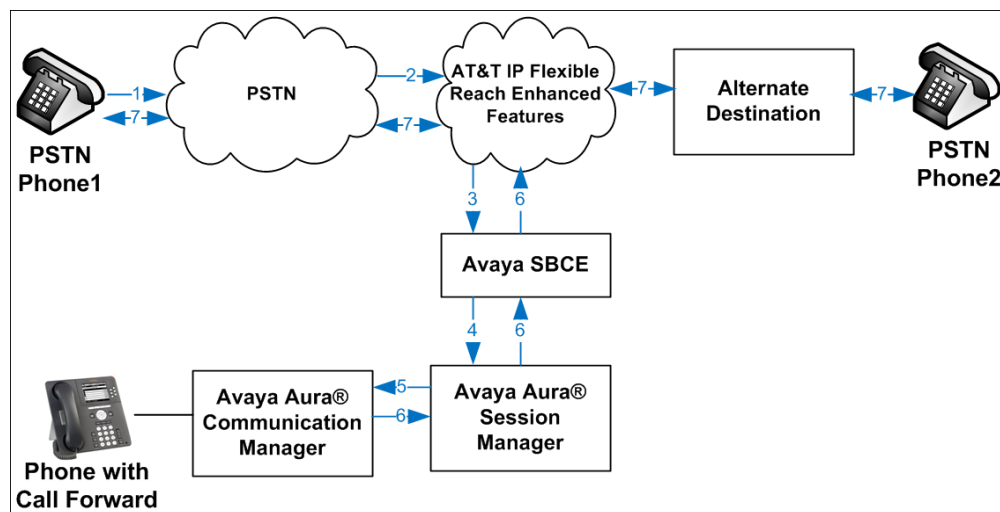 PSTN
Phone1
1
7
PSTN
2
7
AT&T IP Flexible
Reach Enhanced
Features
7
Alternate
Destination
7
PSTN
Phone2
3
6
Avaya SBCE
4
6
Phone with
Call Forward
Avaya Aura®
Communication
Manager
5
6
Avaya Aura®
Session
Manager